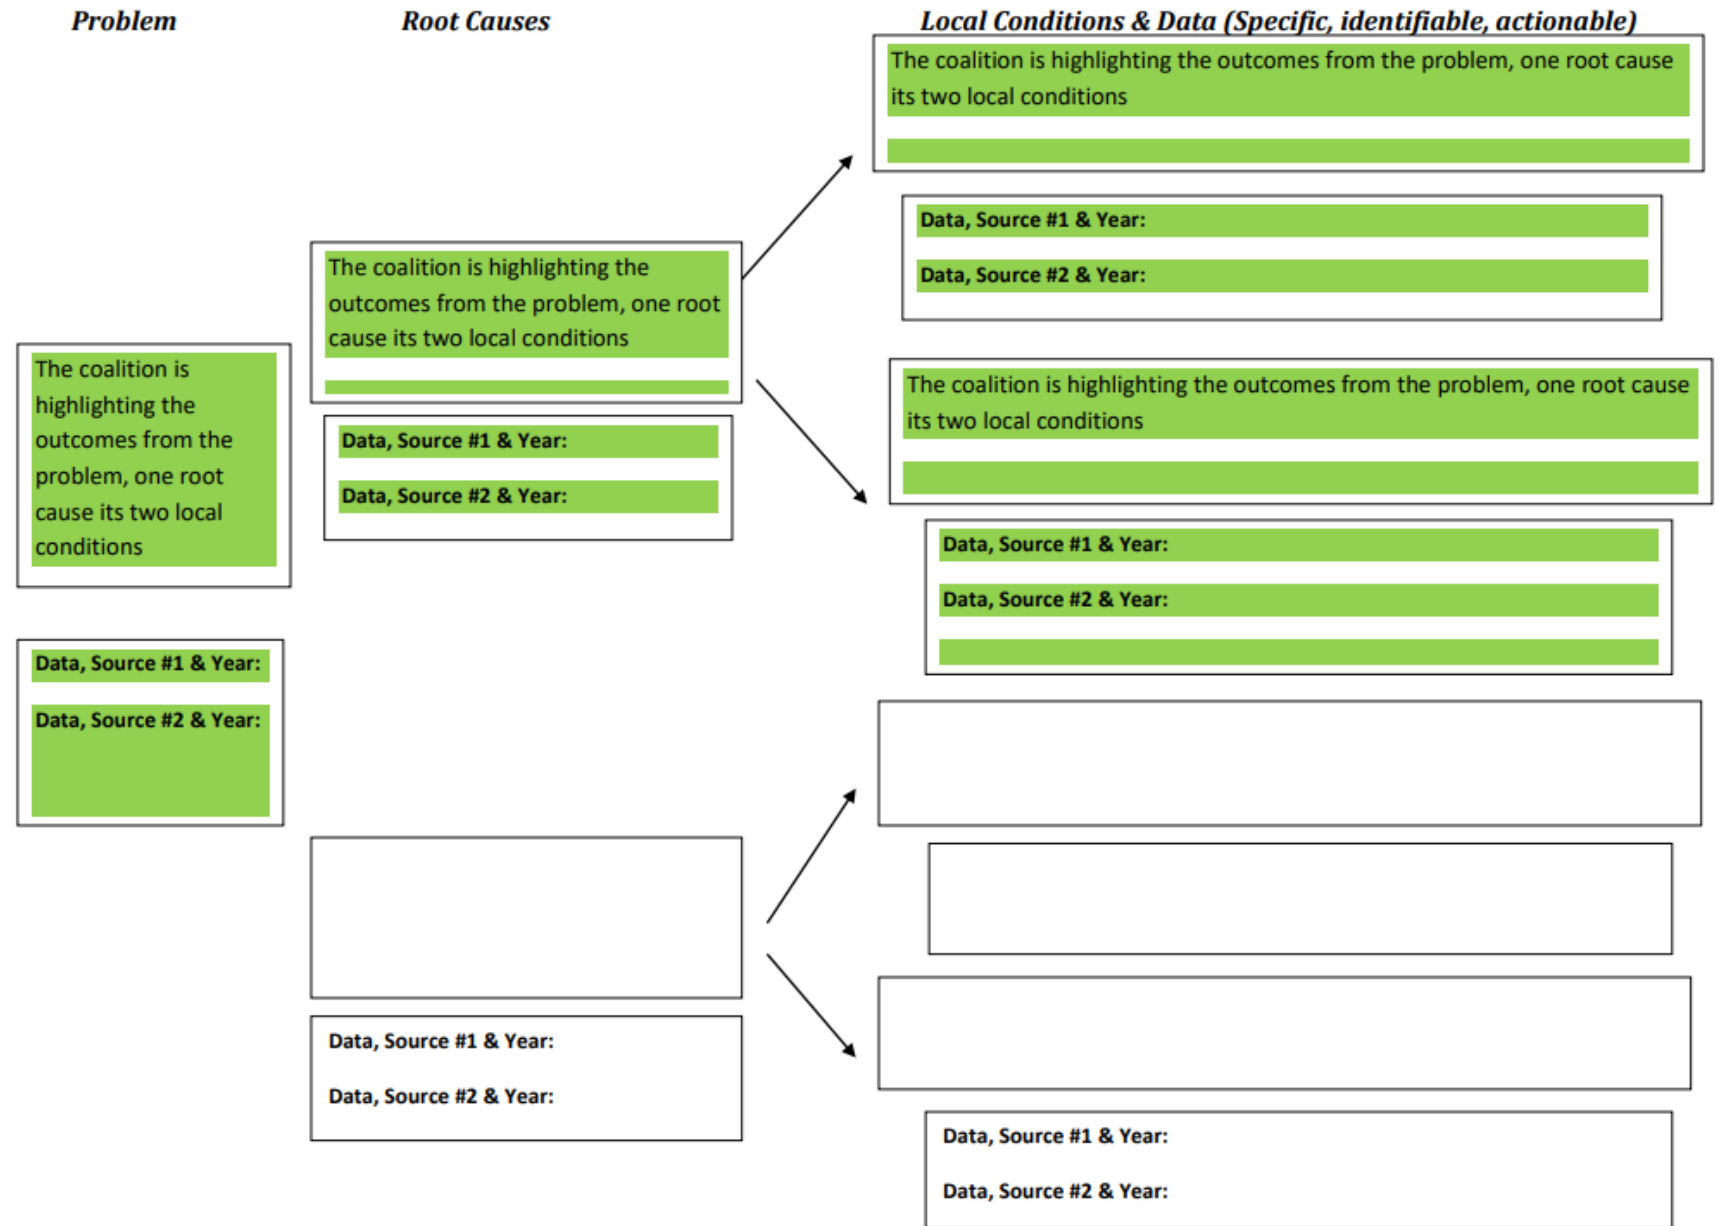 Problem
Root Causes
Local Conditions & Data (Specific, identifiable, actionable)
The coalition is highlighting the outcomes from the problem, one root cause
its two local conditions
Data, Source #1 & Year:
Data, Source #2 & Year:
The coalition is highlighting the
outcomes from the problem, one root
cause its two local conditions
Data, Source #1 & Year:
Data, Source #2 & Year:
The coalition is
highlighting the
outcomes from the
problem, one root
cause its two local
conditions
Data, Source #1 & Year:
Data, Source #2 & Year:
The coalition is highlighting the outcomes from the problem, one root cause
its two local conditions
Data, Source #1 & Year:
Data, Source #2 & Year:
Data, Source #1 & Year:
Data, Source #2 & Year:
Data, Source #1 & Year:
Data, Source #2 & Year: